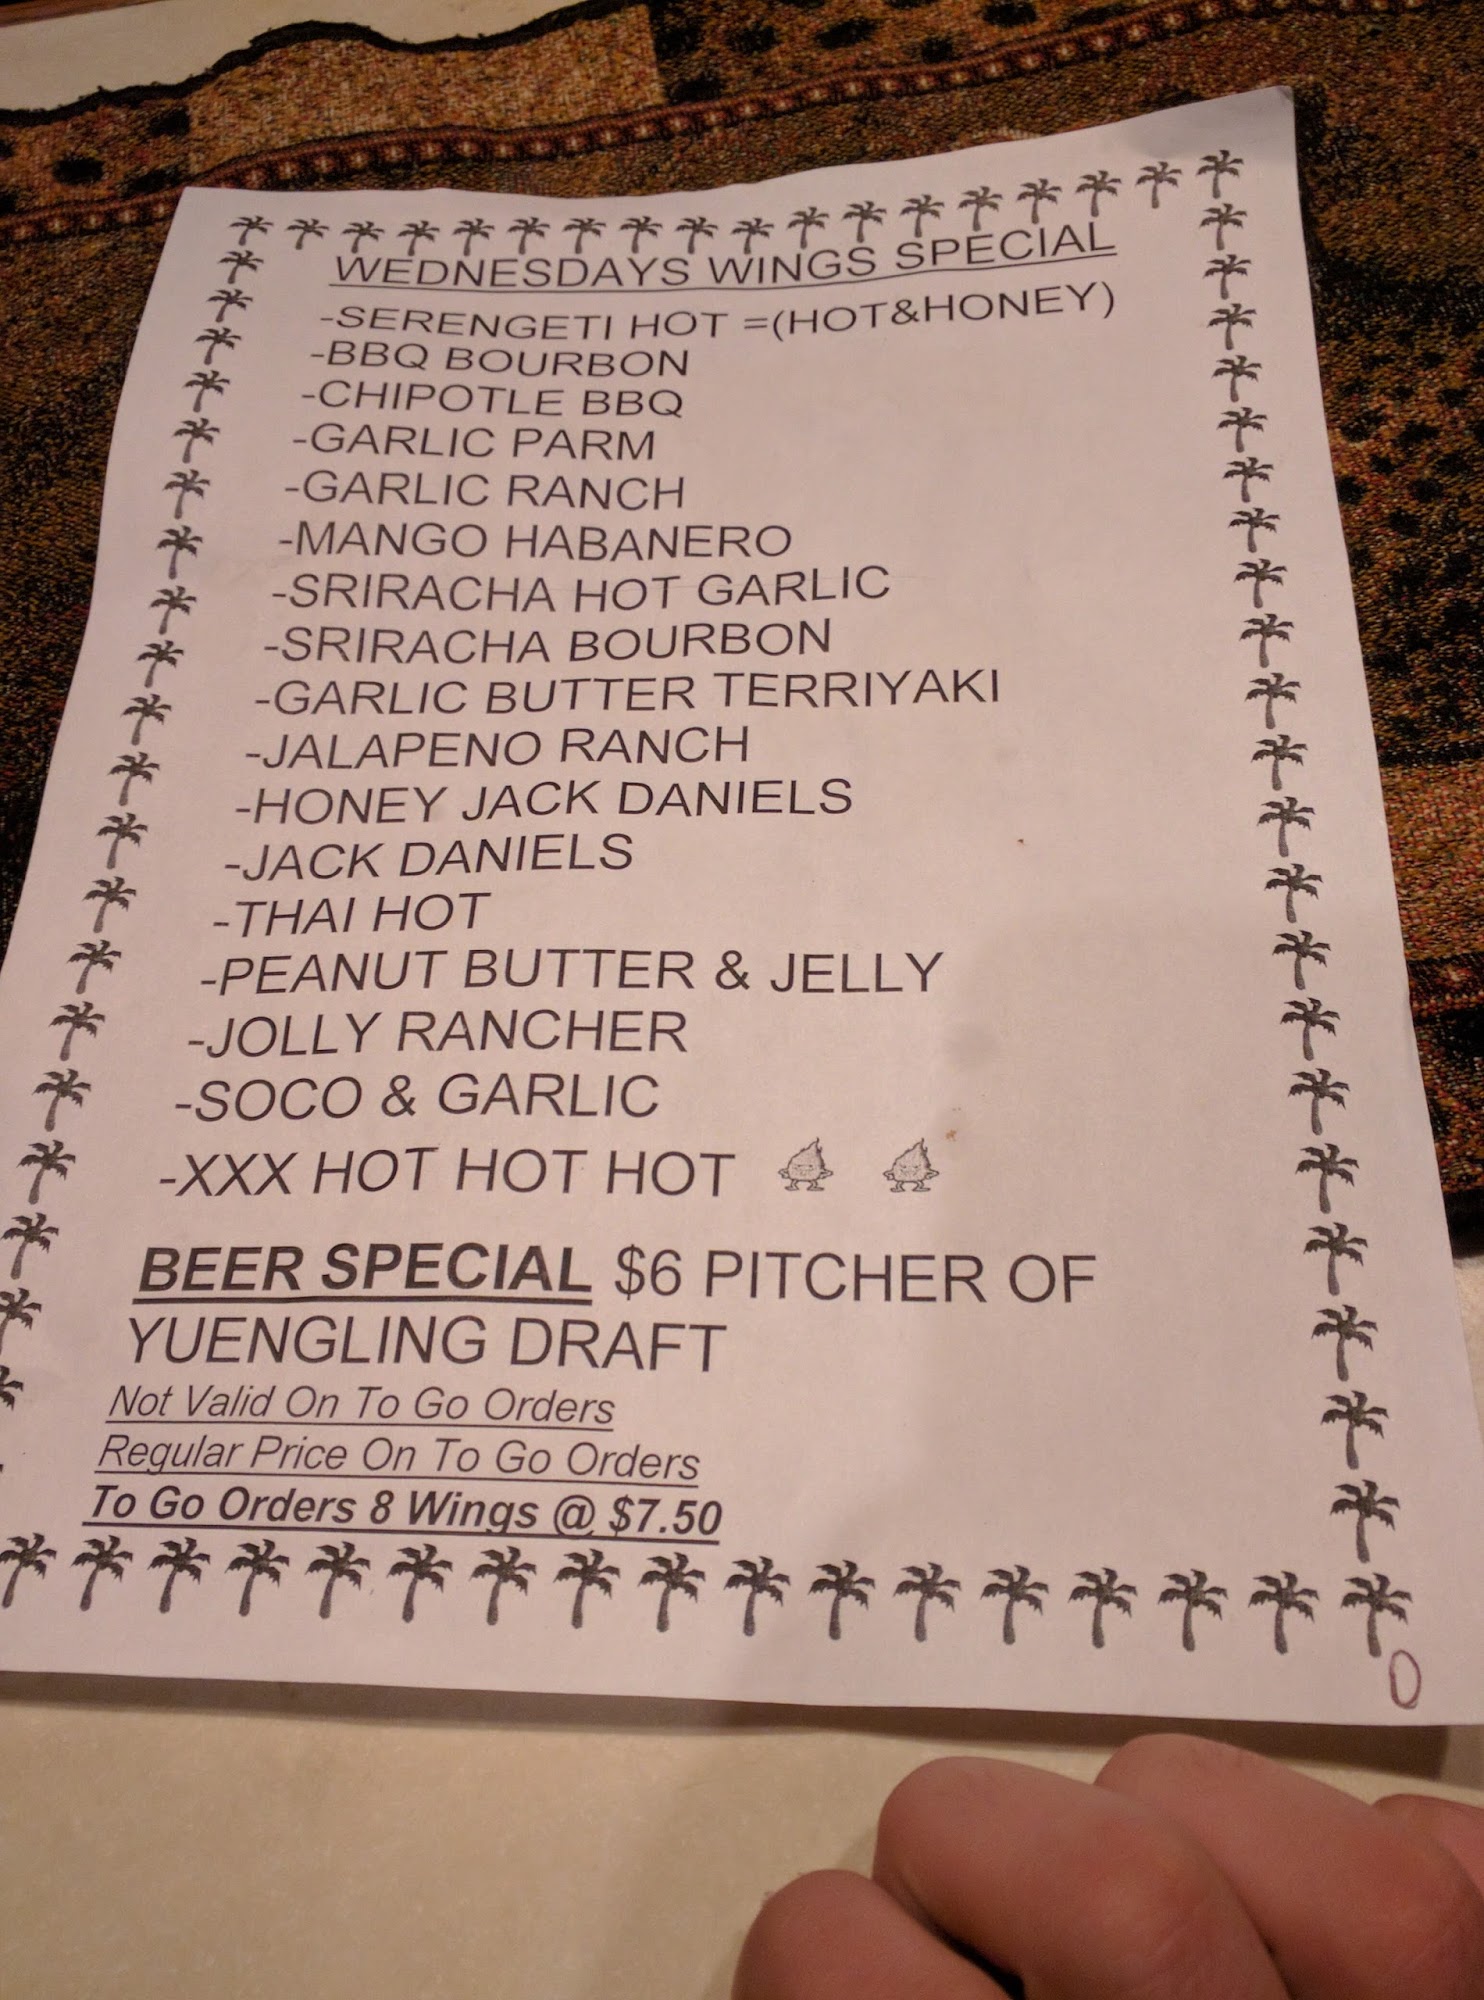 WEDNESDAYS WINGS SPECIAL
-SERENGETI HOT =(HOT&HONEY)
-BBQ BOURBON
-CHIPOTLE BBQ
-GARLIC PARM
-GARLIC RANCH
-MANGO HABANERO
-SRIRACHA HOT GARLIC
-SRIRACHA BOURBON
-GARLIC BUTTER TERRIYAKI
-JALAPENO RANCH
-HONEY JACK DANIELS
-JACK DANIELS
-THAI HOT
-PEANUT BUTTER & JELLY
-JOLLY RANCHER
-SOCO & GARLIC
-XXX HOT HOT HOT
BEER SPECIAL $6 PITCHER OF
YUENGLING DRAFT
Not Valid On To Go Orders
Regular Price On To Go Orders
To Go Orders 8 Wings @ $7.50
0